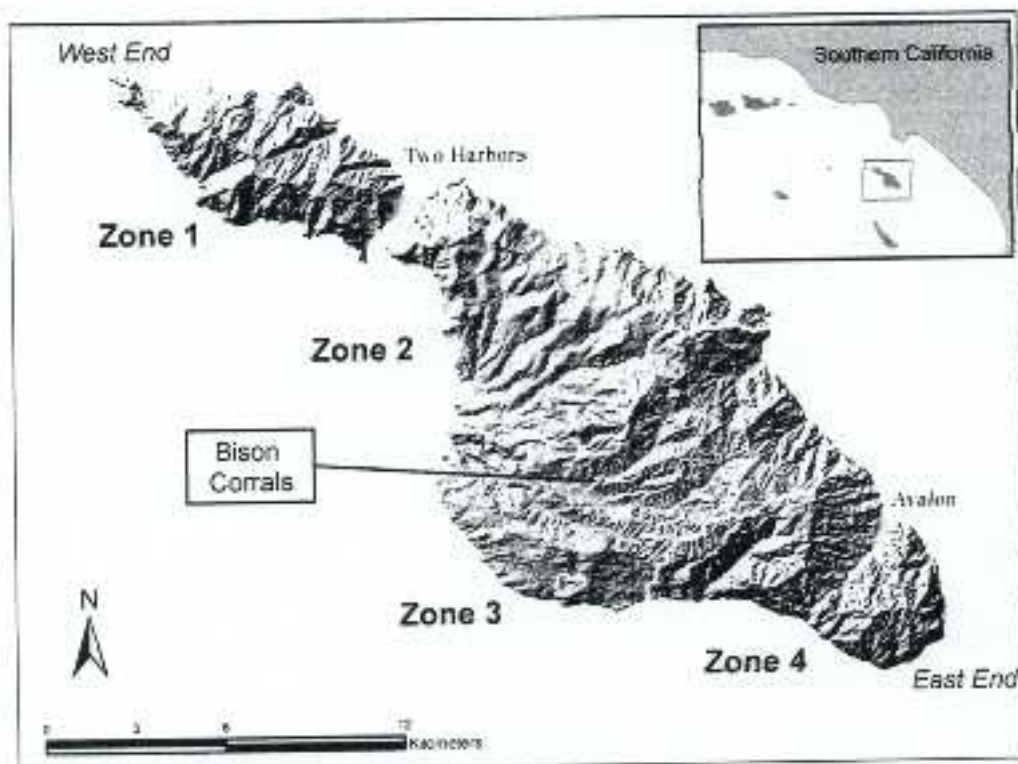 West End
Southern California
Two Harbors
Zone 1
Zone 2
Bison
Corrals
Avalon
N
Zone 3
Zone 4
East End
0 3 6 12
Kilometers